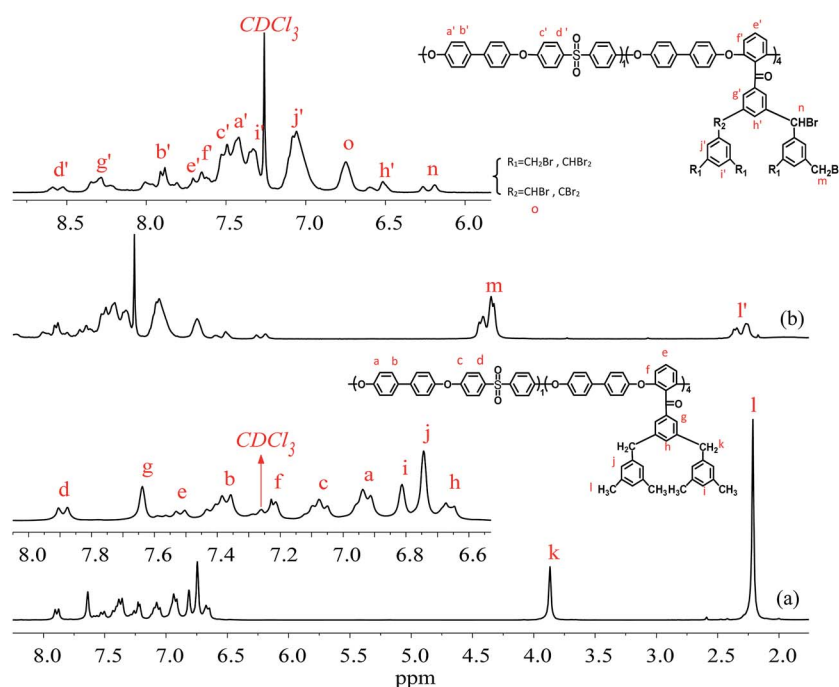 CDCl3
d' g' b' e' f' c' a' i' j' o h' n
8.5 8.0 7.5 7.0 6.5 6.0
a' b' c' d' f' e'
O O S O O O O
1 4
O
g' h' n
R2 CHBr
j' R1 R1 i' R1 CH2B
m
R1=CH2Br , CHBr2
R2=CHBr , CBr2
o
m l'
(b)
a b c d f e
O O S O O O O
1 4
O
g h
H2C CH2 k
j l H3C CH3 H3C i CH3
CDCl3
d g e b f c a i j h
8.0 7.8 7.6 7.4 7.2 7.0 6.8 6.6
k l
(a)
8.0 7.5 7.0 6.5 6.0 5.5 5.0 4.5 4.0 3.5 3.0 2.5 2.0
ppm